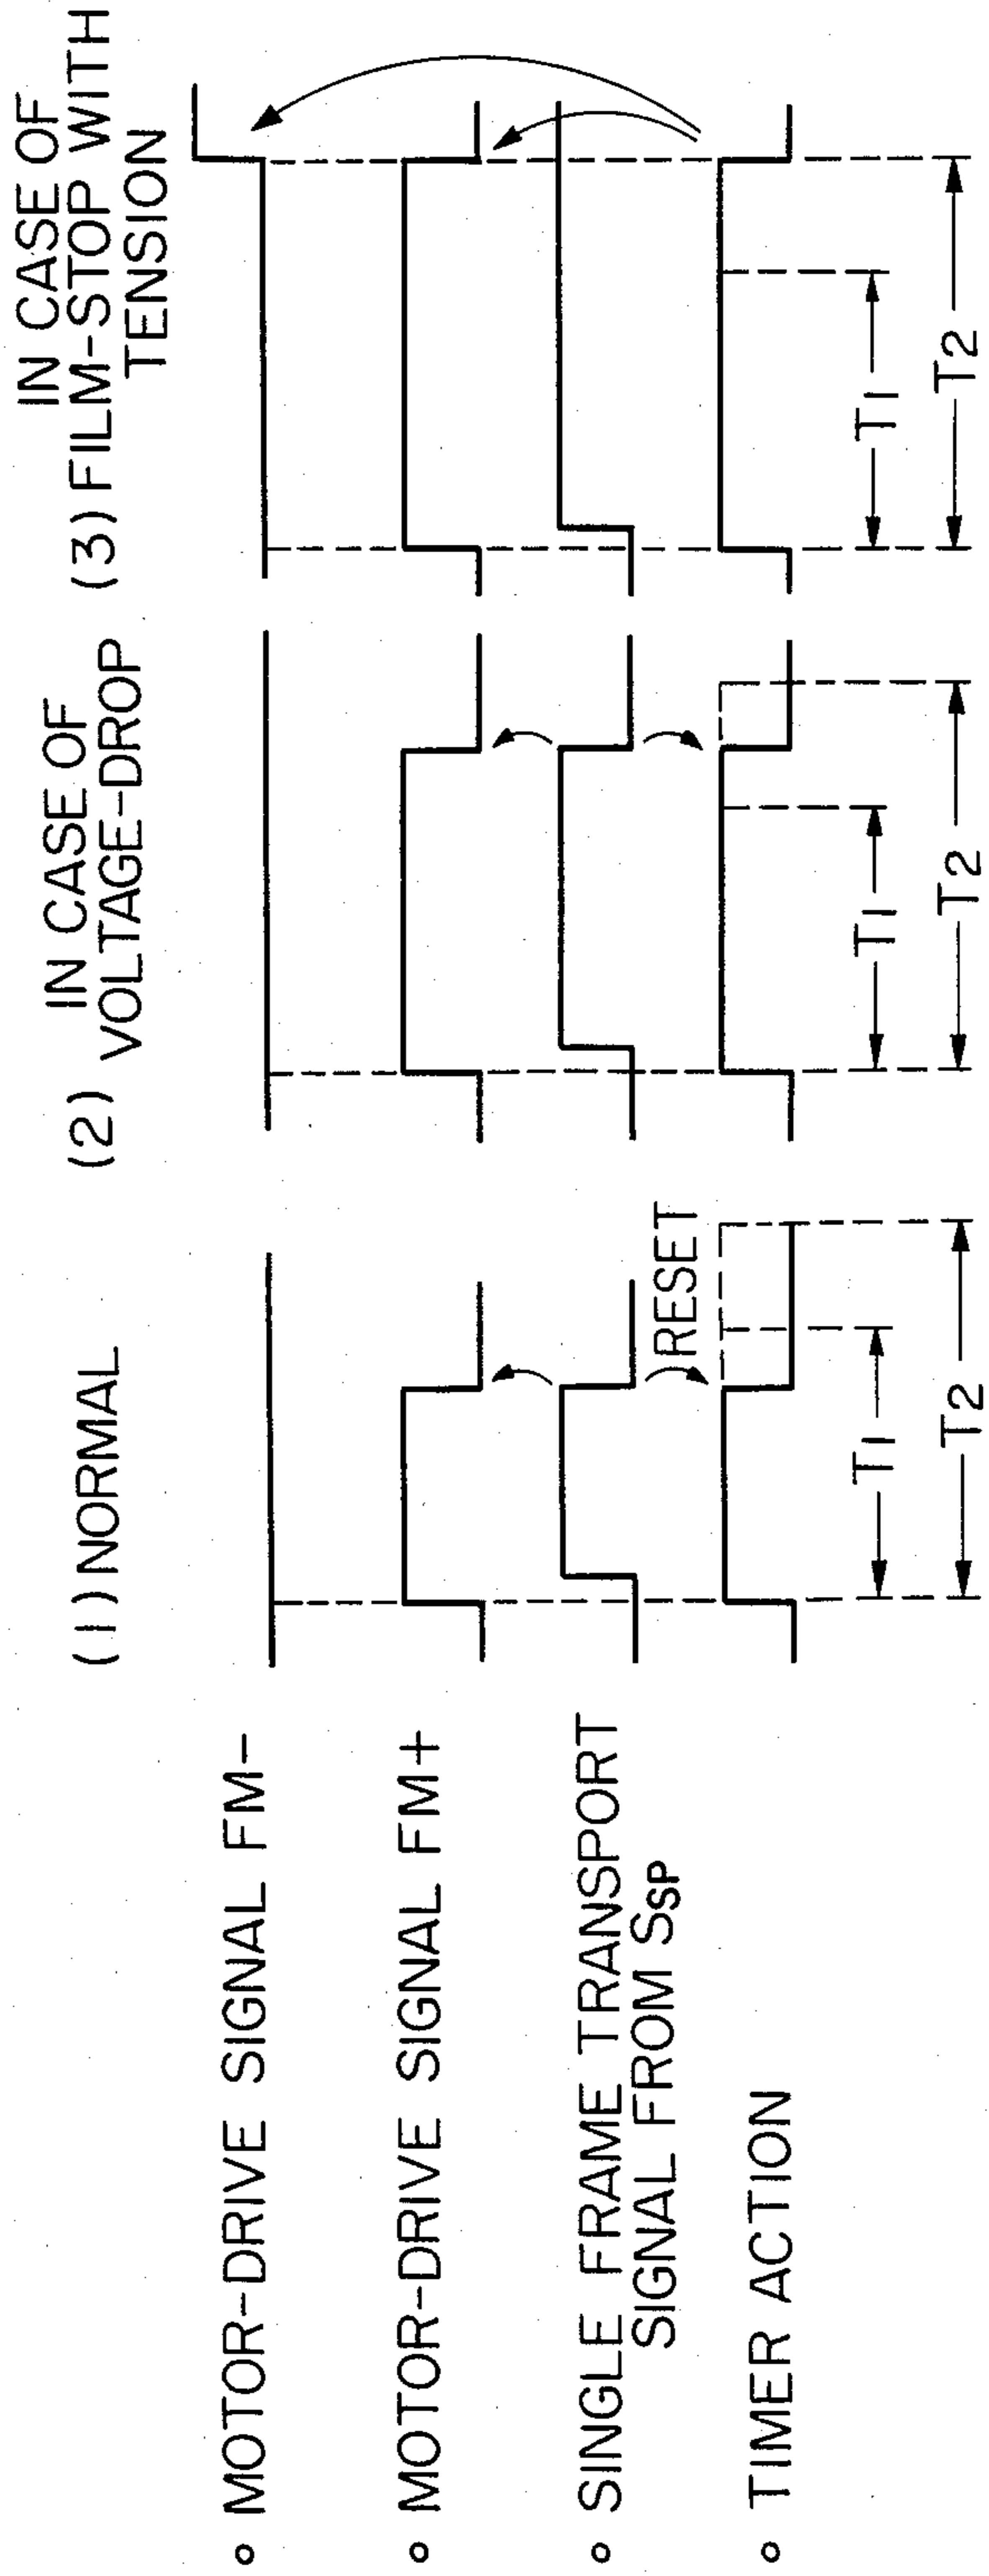 (1) NORMAL
IN CASE OF
(2) VOLTAGE-DROP
IN CASE OF
(3) FILM-STOP WITH
TENSION
o MOTOR-DRIVE SIGNAL FM-
o MOTOR-DRIVE SIGNAL FM+
o SINGLE FRAME TRANSPORT
SIGNAL FROM SSP
RESET
o TIMER ACTION
T1 T1 T1
T2 T2 T2